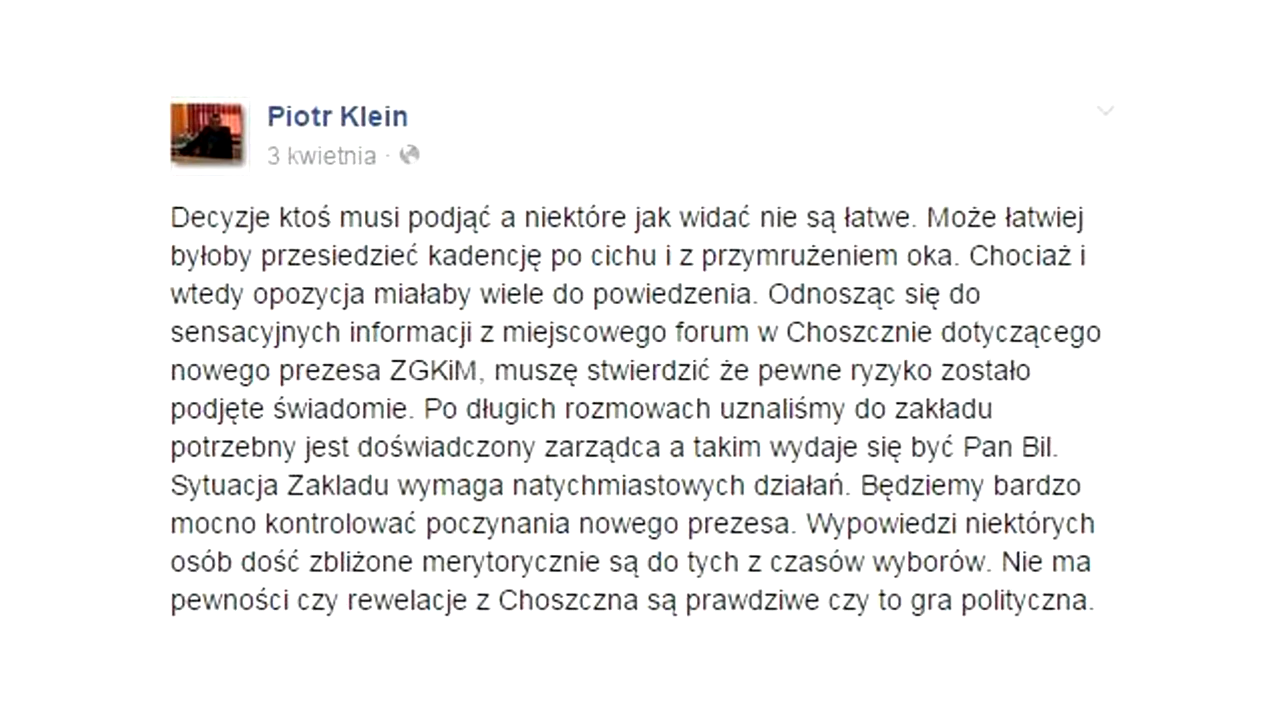 Piotr Klein
3 kwietnia ·
Decyzje ktoś musi podjąć a niektóre jak widać nie są łatwe. Może łatwiej
byłoby przesiedzieć kadencję po cichu i z przymrużeniem oka. Chociaż i
wtedy opozycja miałaby wiele do powiedzenia. Odnosząc się do
sensacyjnych informacji z miejscowego forum w Choszcznie dotyczącego
nowego prezesa ZGKiM, muszę stwierdzić że pewne ryzyko zostało
podjęte świadomie. Po długich rozmowach uznaliśmy do zakładu
potrzebny jest doświadczony zarządca a takim wydaje się być Pan Bil.
Sytuacja Zakladu wymaga natychmiastowych działań. Będziemy bardzo
mocno kontrolować poczynania nowego prezesa. Wypowiedzi niektórych
osób dość zbliżone merytorycznie są do tych z czasów wyborów. Nie ma
pewności czy rewelacje z Choszczna są prawdziwe czy to gra polityczna.